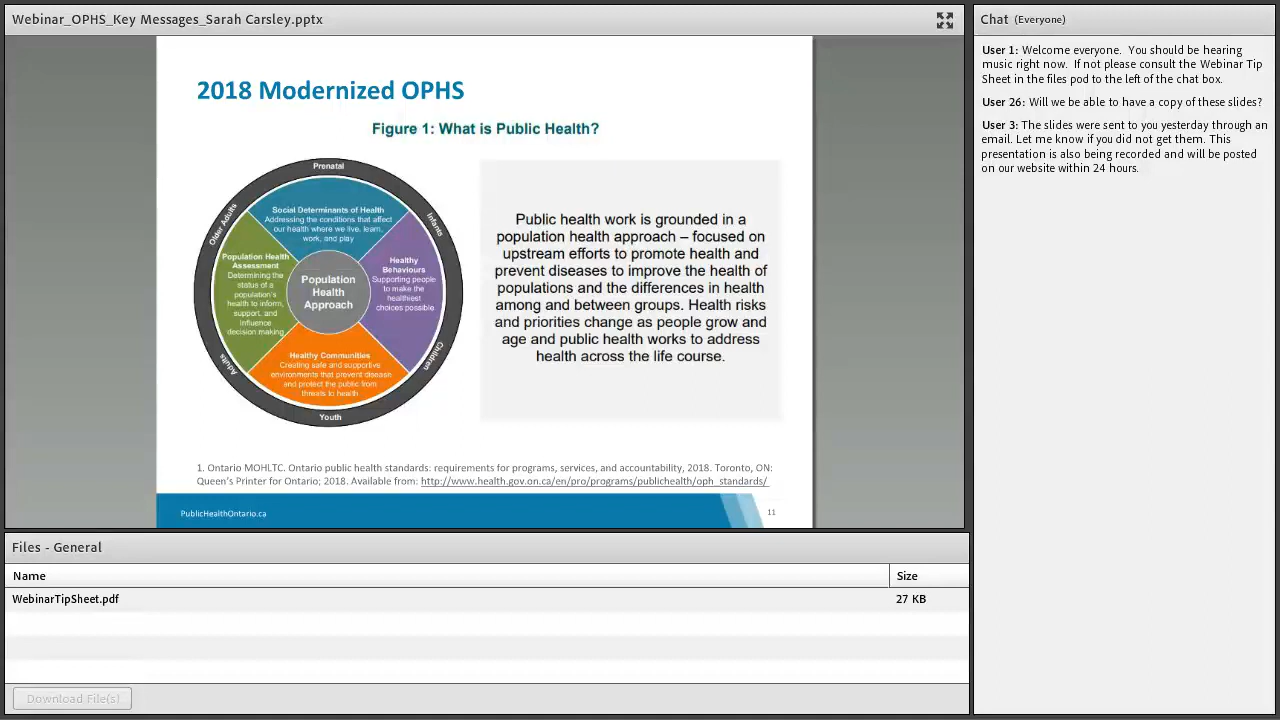 Webinar_OPHS_Key Messages_Sarah Carsley.pptx
2018 Modernized OPHS
Figure 1: What is Public Health?
Prenatal
Infants
Children
Youth
Adults
Older Adults
Social Determinants of Health
Addressing the conditions that affect
our health where we live, learn,
work, and play
Healthy
Behaviours
Supporting people
to make the
healthiest
choices possible
Healthy Communities
Creating safe and supportive
environments that prevent disease
and protect the public from
threats to health
Population Health
Assessment
Determining the
status of a
population's
health to inform,
support, and
influence
decision making
Population
Health
Approach
Public health work is grounded in a
population health approach – focused on
upstream efforts to promote health and
prevent diseases to improve the health of
populations and the differences in health
among and between groups. Health risks
and priorities change as people grow and
age and public health works to address
health across the life course.
1. Ontario MOHLTC. Ontario public health standards: requirements for programs, services, and accountability, 2018. Toronto, ON:
Queen's Printer for Ontario; 2018. Available from: http://www.health.gov.on.ca/en/pro/programs/publichealth/oph_standards/
PublicHealthOntario.ca
11
Files - General
Name
Size
WebinarTipSheet.pdf
27 KB
Download File(s)
Chat (Everyone)
User 1: Welcome everyone. You should be hearing
music right now. If not please consult the Webinar Tip
Sheet in the files pod to the left of the chat box.
User 26: Will we be able to have a copy of these slides?
User 3: The slides were sent to you yesterday through an
email. Let me know if you did not get them. This
presentation is also being recorded and will be posted
on our website within 24 hours.